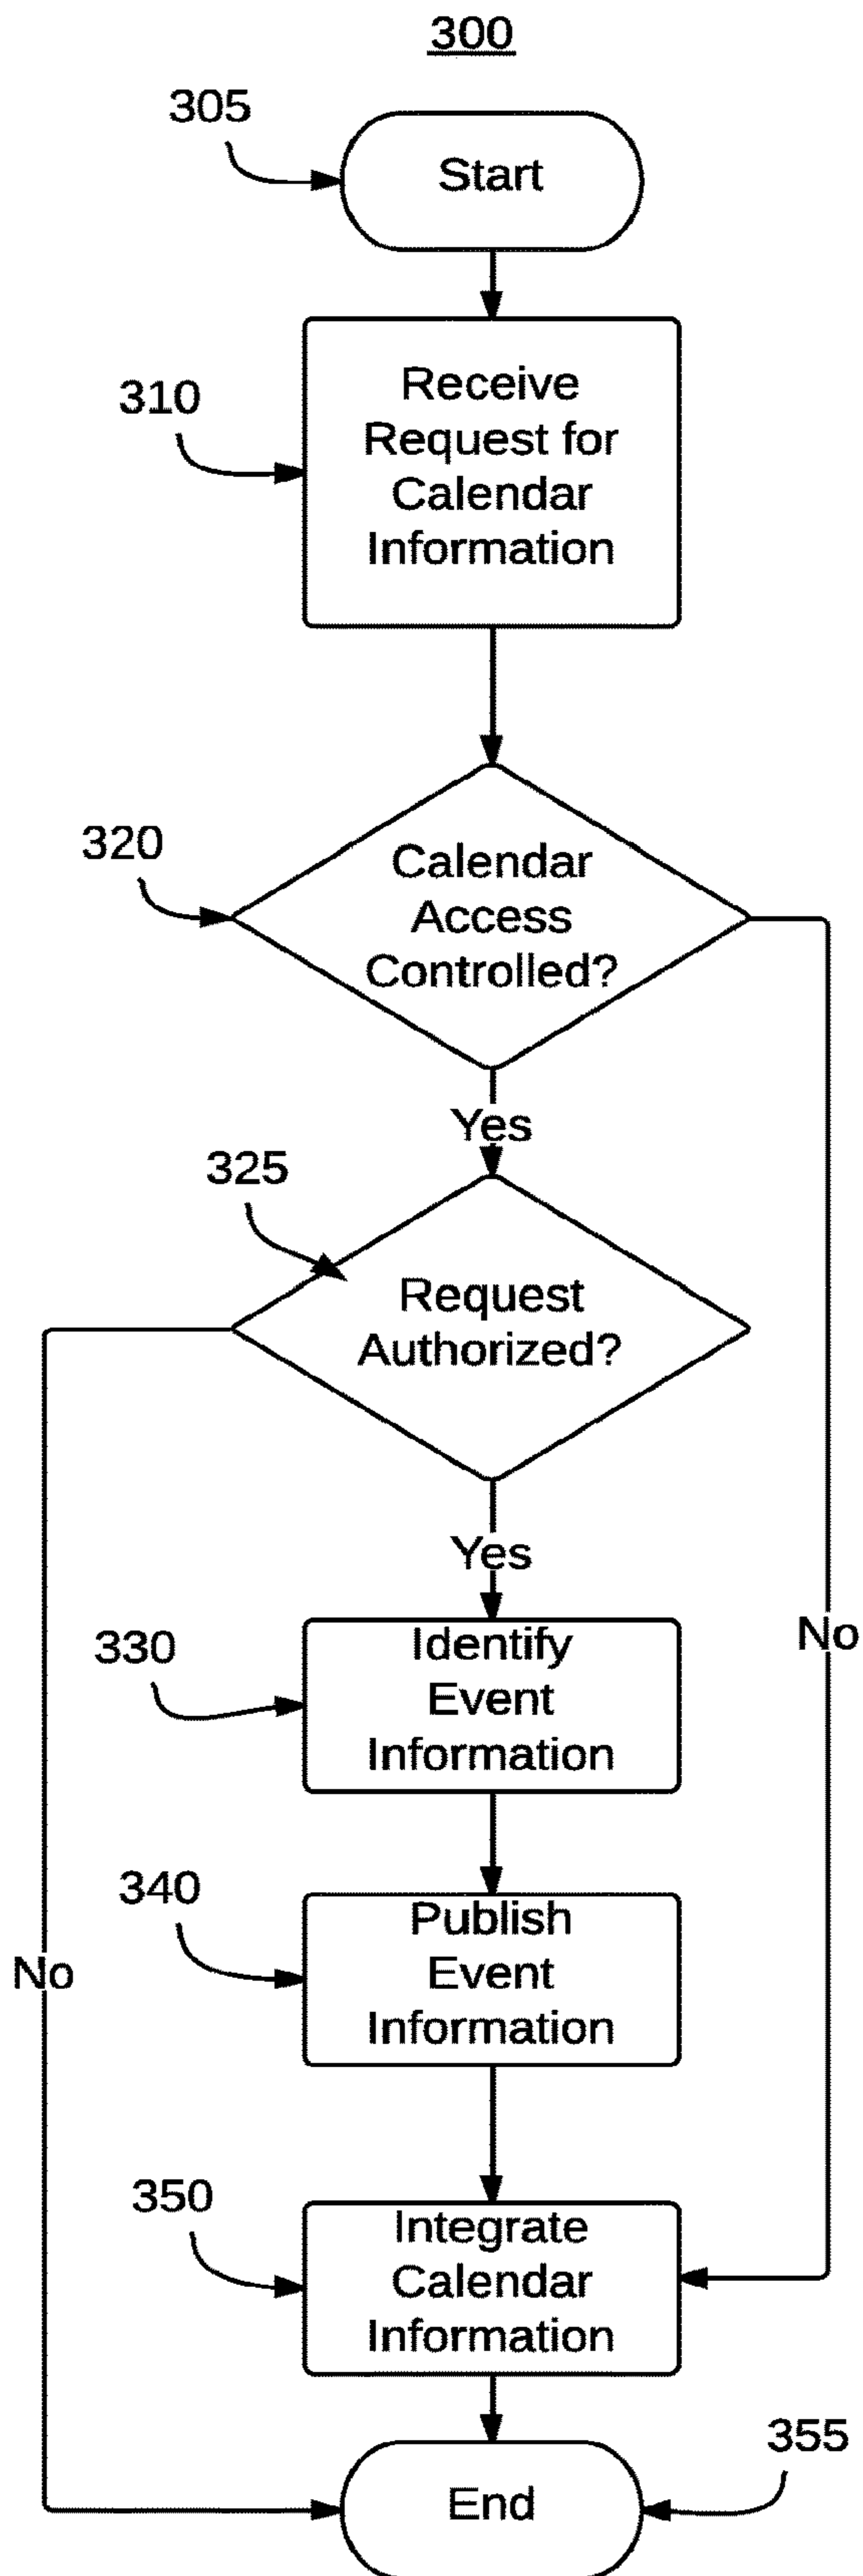 300
305
Start
310
Receive
Request for
Calendar
Information
320
Calendar
Access
Controlled?
Yes
325
Request
Authorized?
Yes
330
Identify
Event
Information
No
340
Publish
Event
Information
No
350
Integrate
Calendar
Information
355
End